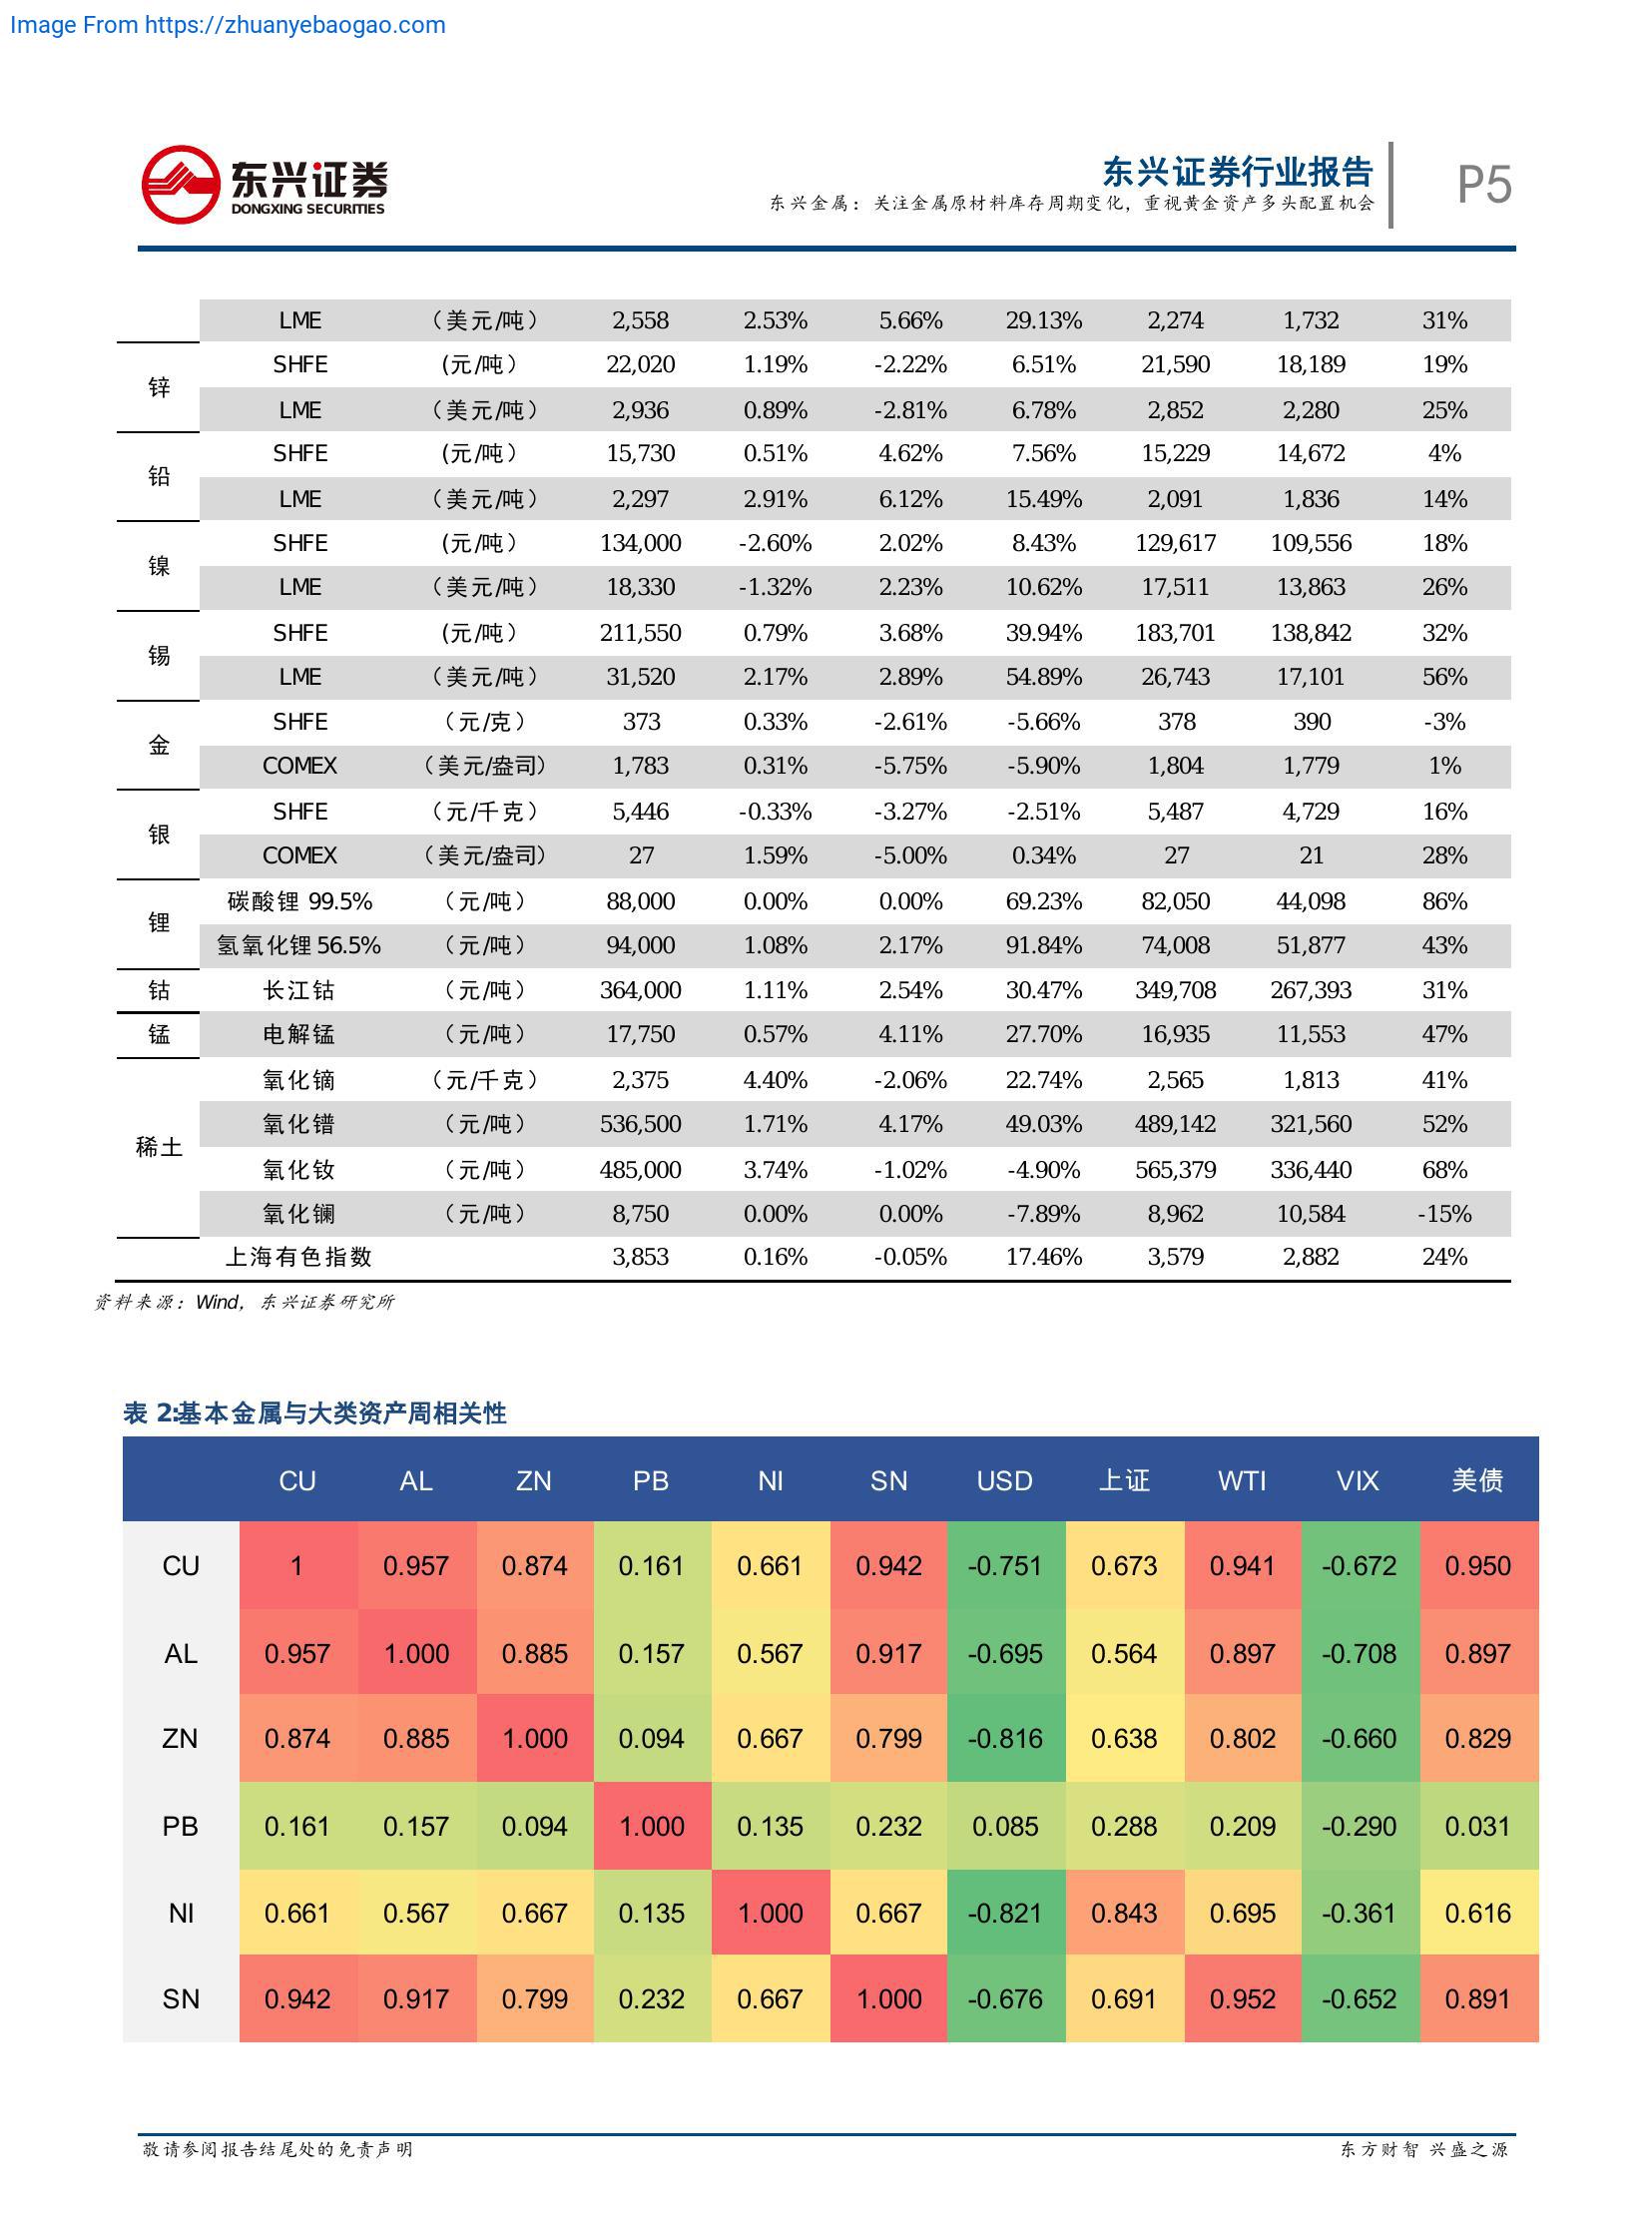 Image From https://zhuanyebaogao.com
东兴证券
DONGXING SECURITIES
东兴证券行业报告
东兴金属：关注金属原材料库存周期变化，重视黄金资产多头配置机会
P5
LME （美元/吨） 2,558 2.53% 5.66% 29.13% 2,274 1,732 31%
锌 SHFE (元/吨） 22,020 1.19% -2.22% 6.51% 21,590 18,189 19%
LME （美元/吨） 2,936 0.89% -2.81% 6.78% 2,852 2,280 25%
铅 SHFE (元/吨） 15,730 0.51% 4.62% 7.56% 15,229 14,672 4%
LME （美元/吨） 2,297 2.91% 6.12% 15.49% 2,091 1,836 14%
镍 SHFE (元/吨） 134,000 -2.60% 2.02% 8.43% 129,617 109,556 18%
LME （美元/吨） 18,330 -1.32% 2.23% 10.62% 17,511 13,863 26%
锡 SHFE (元/吨） 211,550 0.79% 3.68% 39.94% 183,701 138,842 32%
LME （美元/吨） 31,520 2.17% 2.89% 54.89% 26,743 17,101 56%
金 SHFE （元/克） 373 0.33% -2.61% -5.66% 378 390 -3%
COMEX （美元/盎司） 1,783 0.31% -5.75% -5.90% 1,804 1,779 1%
银 SHFE （元/千克） 5,446 -0.33% -3.27% -2.51% 5,487 4,729 16%
COMEX （美元/盎司） 27 1.59% -5.00% 0.34% 27 21 28%
锂 碳酸锂 99.5% （元/吨） 88,000 0.00% 0.00% 69.23% 82,050 44,098 86%
氢氧化锂 56.5% （元/吨） 94,000 1.08% 2.17% 91.84% 74,008 51,877 43%
钴 长江钴 （元/吨） 364,000 1.11% 2.54% 30.47% 349,708 267,393 31%
锰 电解锰 （元/吨） 17,750 0.57% 4.11% 27.70% 16,935 11,553 47%
稀土 氧化镝 （元/千克） 2,375 4.40% -2.06% 22.74% 2,565 1,813 41%
氧化镨 （元/吨） 536,500 1.71% 4.17% 49.03% 489,142 321,560 52%
氧化钕 （元/吨） 485,000 3.74% -1.02% -4.90% 565,379 336,440 68%
氧化镧 （元/吨） 8,750 0.00% 0.00% -7.89% 8,962 10,584 -15%
上海有色指数 3,853 0.16% -0.05% 17.46% 3,579 2,882 24%
资料来源：Wind，东兴证券研究所
表 2:基本金属与大类资产周相关性
CU AL ZN PB NI SN USD 上证 WTI VIX 美债
CU 1 0.957 0.874 0.161 0.661 0.942 -0.751 0.673 0.941 -0.672 0.950
AL 0.957 1.000 0.885 0.157 0.567 0.917 -0.695 0.564 0.897 -0.708 0.897
ZN 0.874 0.885 1.000 0.094 0.667 0.799 -0.816 0.638 0.802 -0.660 0.829
PB 0.161 0.157 0.094 1.000 0.135 0.232 0.085 0.288 0.209 -0.290 0.031
NI 0.661 0.567 0.667 0.135 1.000 0.667 -0.821 0.843 0.695 -0.361 0.616
SN 0.942 0.917 0.799 0.232 0.667 1.000 -0.676 0.691 0.952 -0.652 0.891
敬请参阅报告结尾处的免责声明
东方财智 兴盛之源